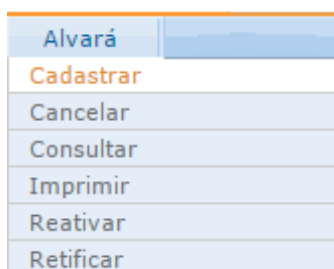 Alvará
Cadastrar
Cancelar
Consultar
Imprimir
Reativar
Retificar